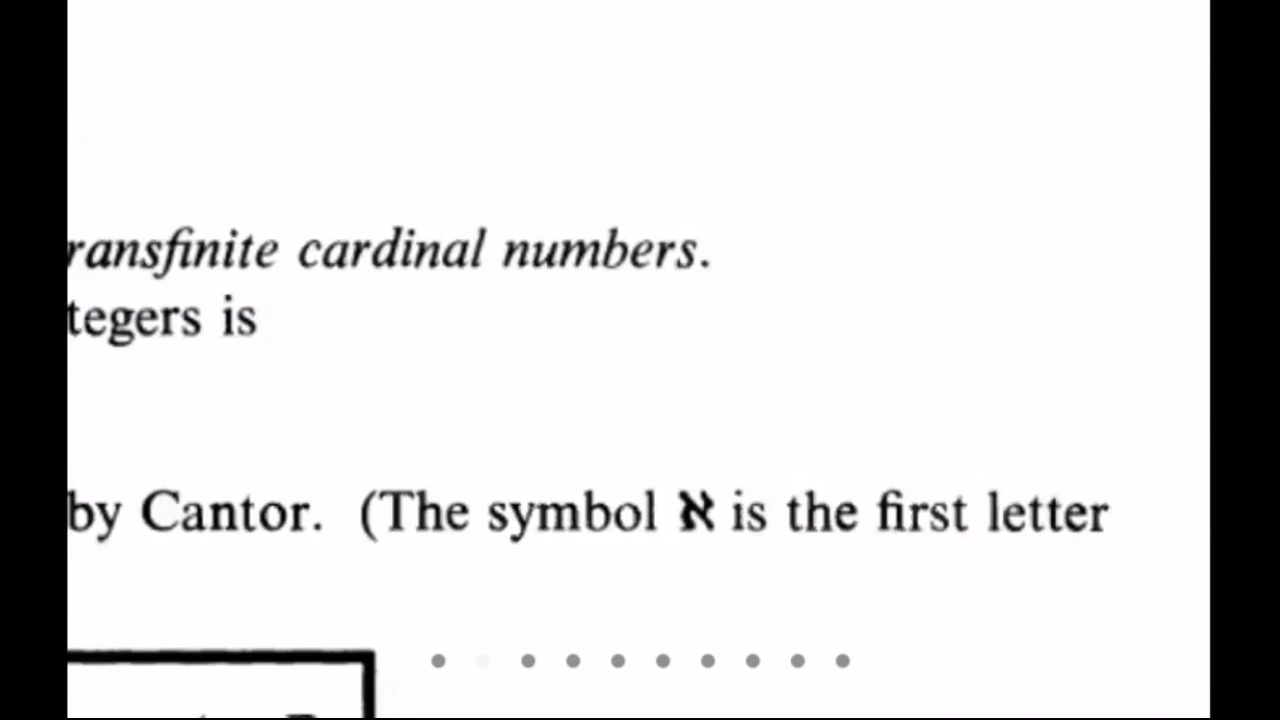 ransfinite cardinal numbers.
tegers is
by Cantor. (The symbol ℵ is the first letter